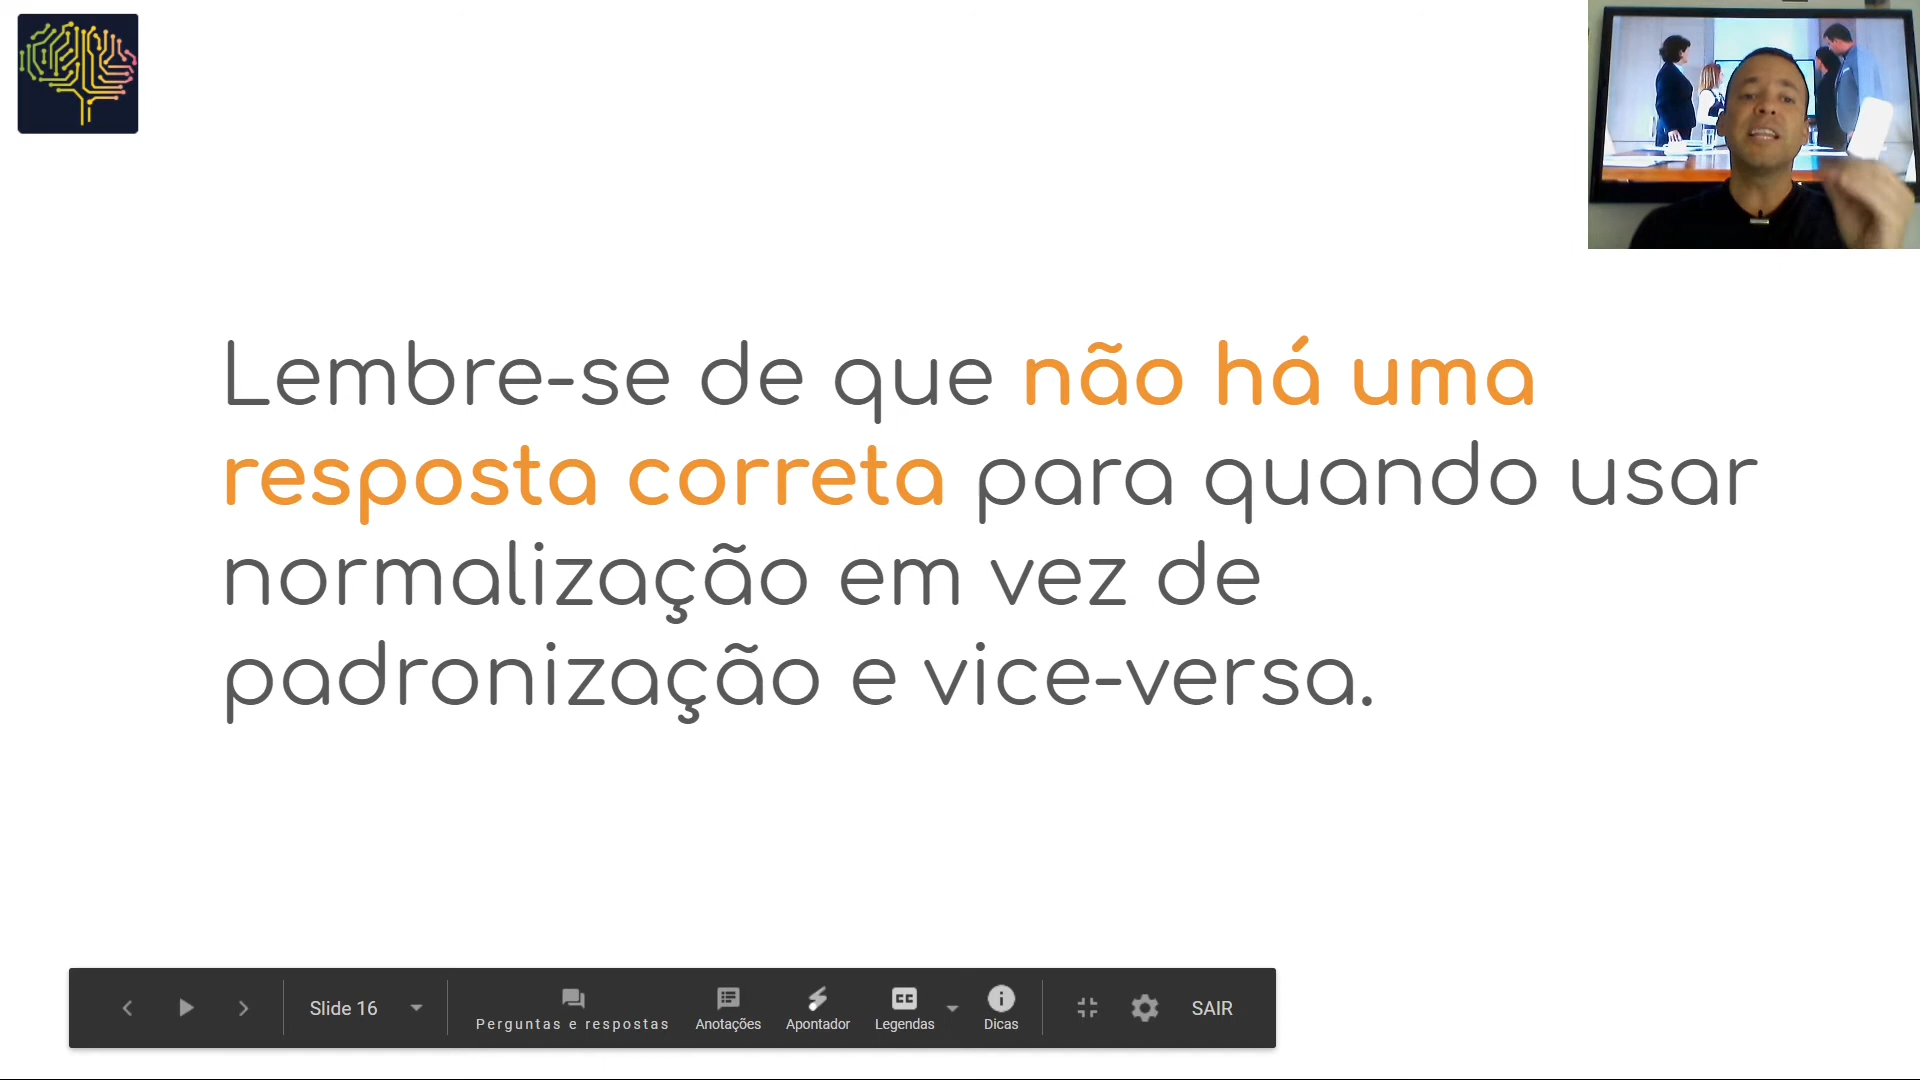 Lembre-se de que não há uma
resposta correta para quando usar
normalização em vez de
padronização e vice-versa.
Slide 16
Perguntas e respostas
Anotações
Apontador
CC
Legendas
Dicas
SAIR